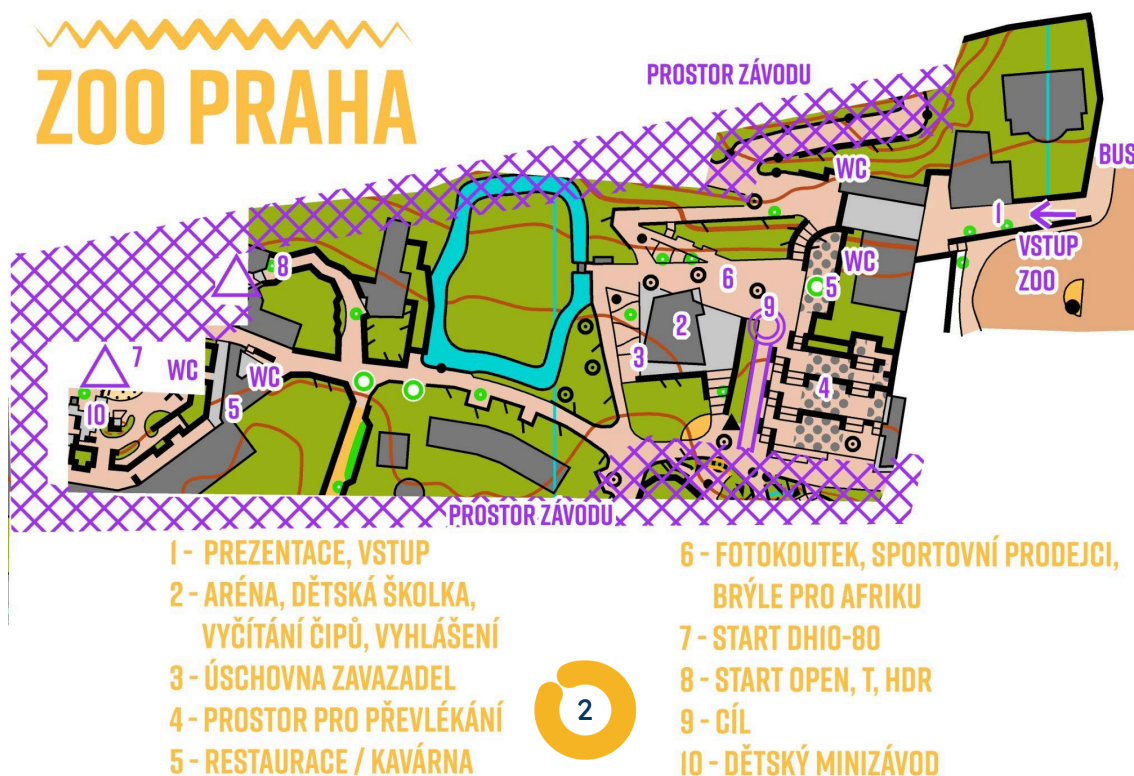 ZOO PRAHA
PROSTOR ZÁVODU
WC
BUS
1
VSTUP
ZOO
WC
8
6
5
9
2
7
3
WC
WC
4
10
5
PROSTOR ZÁVODU
1 - PREZENTACE, VSTUP
2 - ARÉNA, DĚTSKÁ ŠKOLKA,
VYČÍTÁNÍ ČIPŮ, VYHLÁŠENÍ
3 - ÚSCHOVNA ZAVAZADEL
4 - PROSTOR PRO PŘEVLÉKÁNÍ
5 - RESTAURACE / KAVÁRNA
2
6 - FOTOKOUTEK, SPORTOVNÍ PRODEJCI,
BRÝLE PRO AFRIKU
7 - START DH10-80
8 - START OPEN, T, HDR
9 - CÍL
10 - DĚTSKÝ MINIZÁVOD